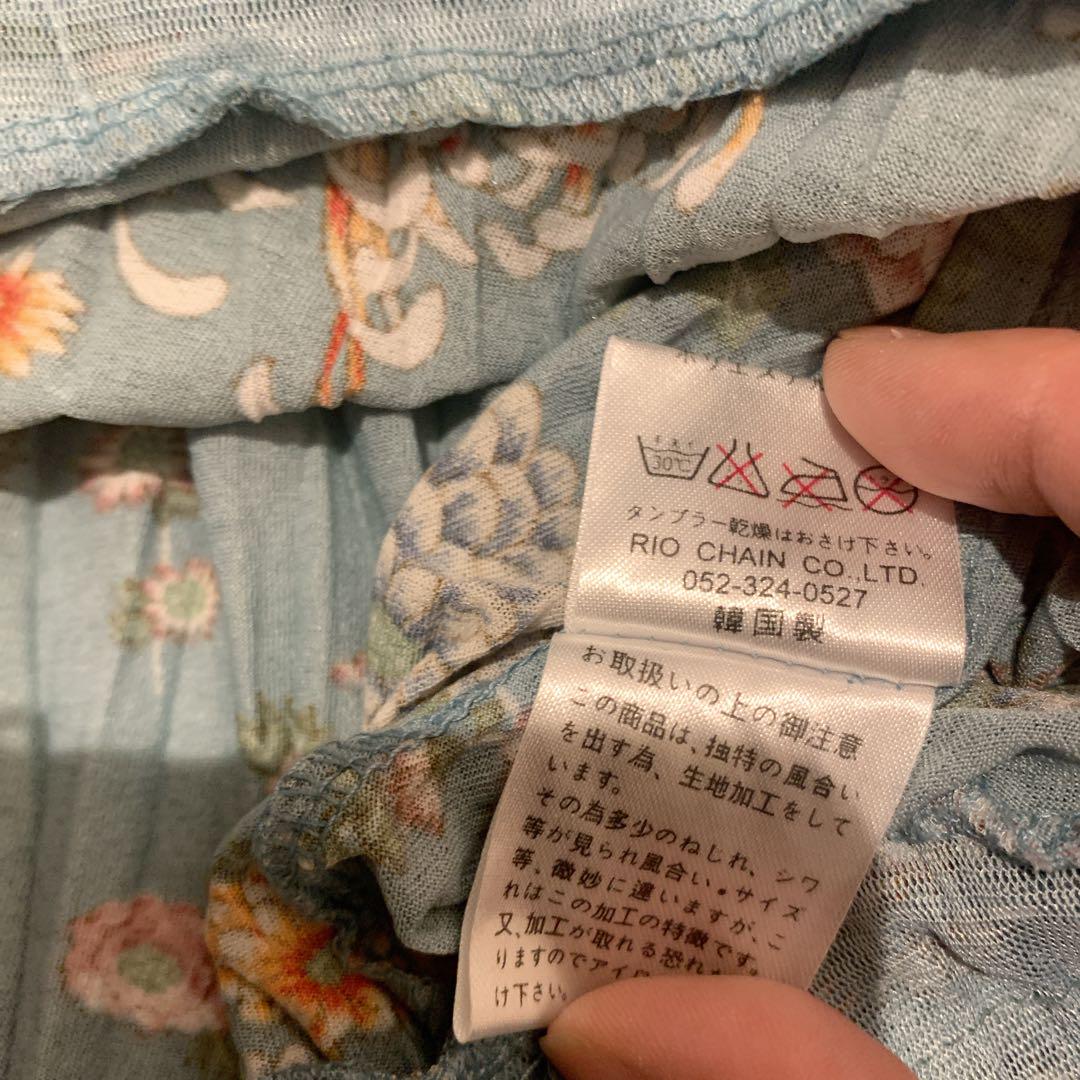 手洗イ
30℃
タンブラー乾燥はおさけ下さい。
RIO CHAIN CO.,LTD.
052-324-0527
韓国製
お取扱いの上の御注意
この商品は、独特の風合い
を出す為、生地加工をして
います。
その為多少のねじれ、シワ
等が見られ風合い。サイズ
等、微妙に違いますが、こ
れはこの加工の特徴です。
又、加工が取れる恐れ
りますのでアイロ
け下さい。